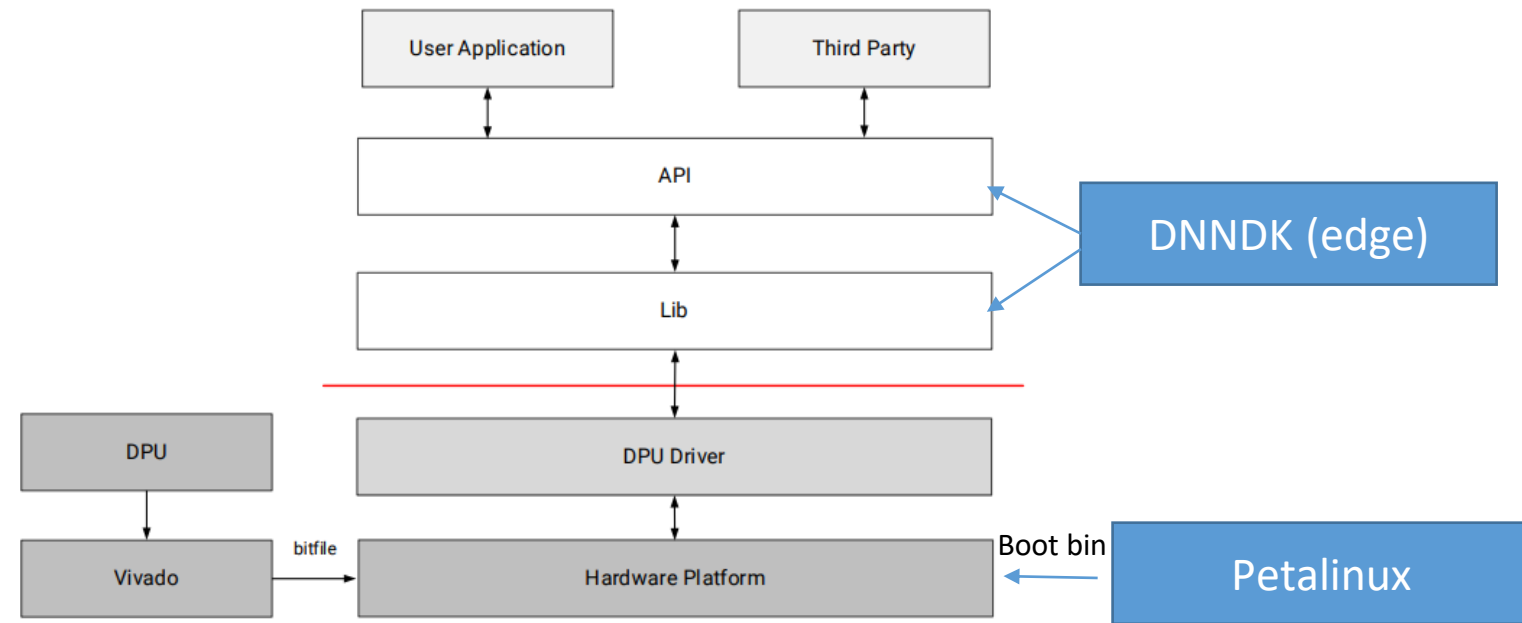 User Application
Third Party
API
DNNDK (edge)
Lib
DPU
DPU Driver
Vivado
bitfile
Hardware Platform
Boot bin
Petalinux